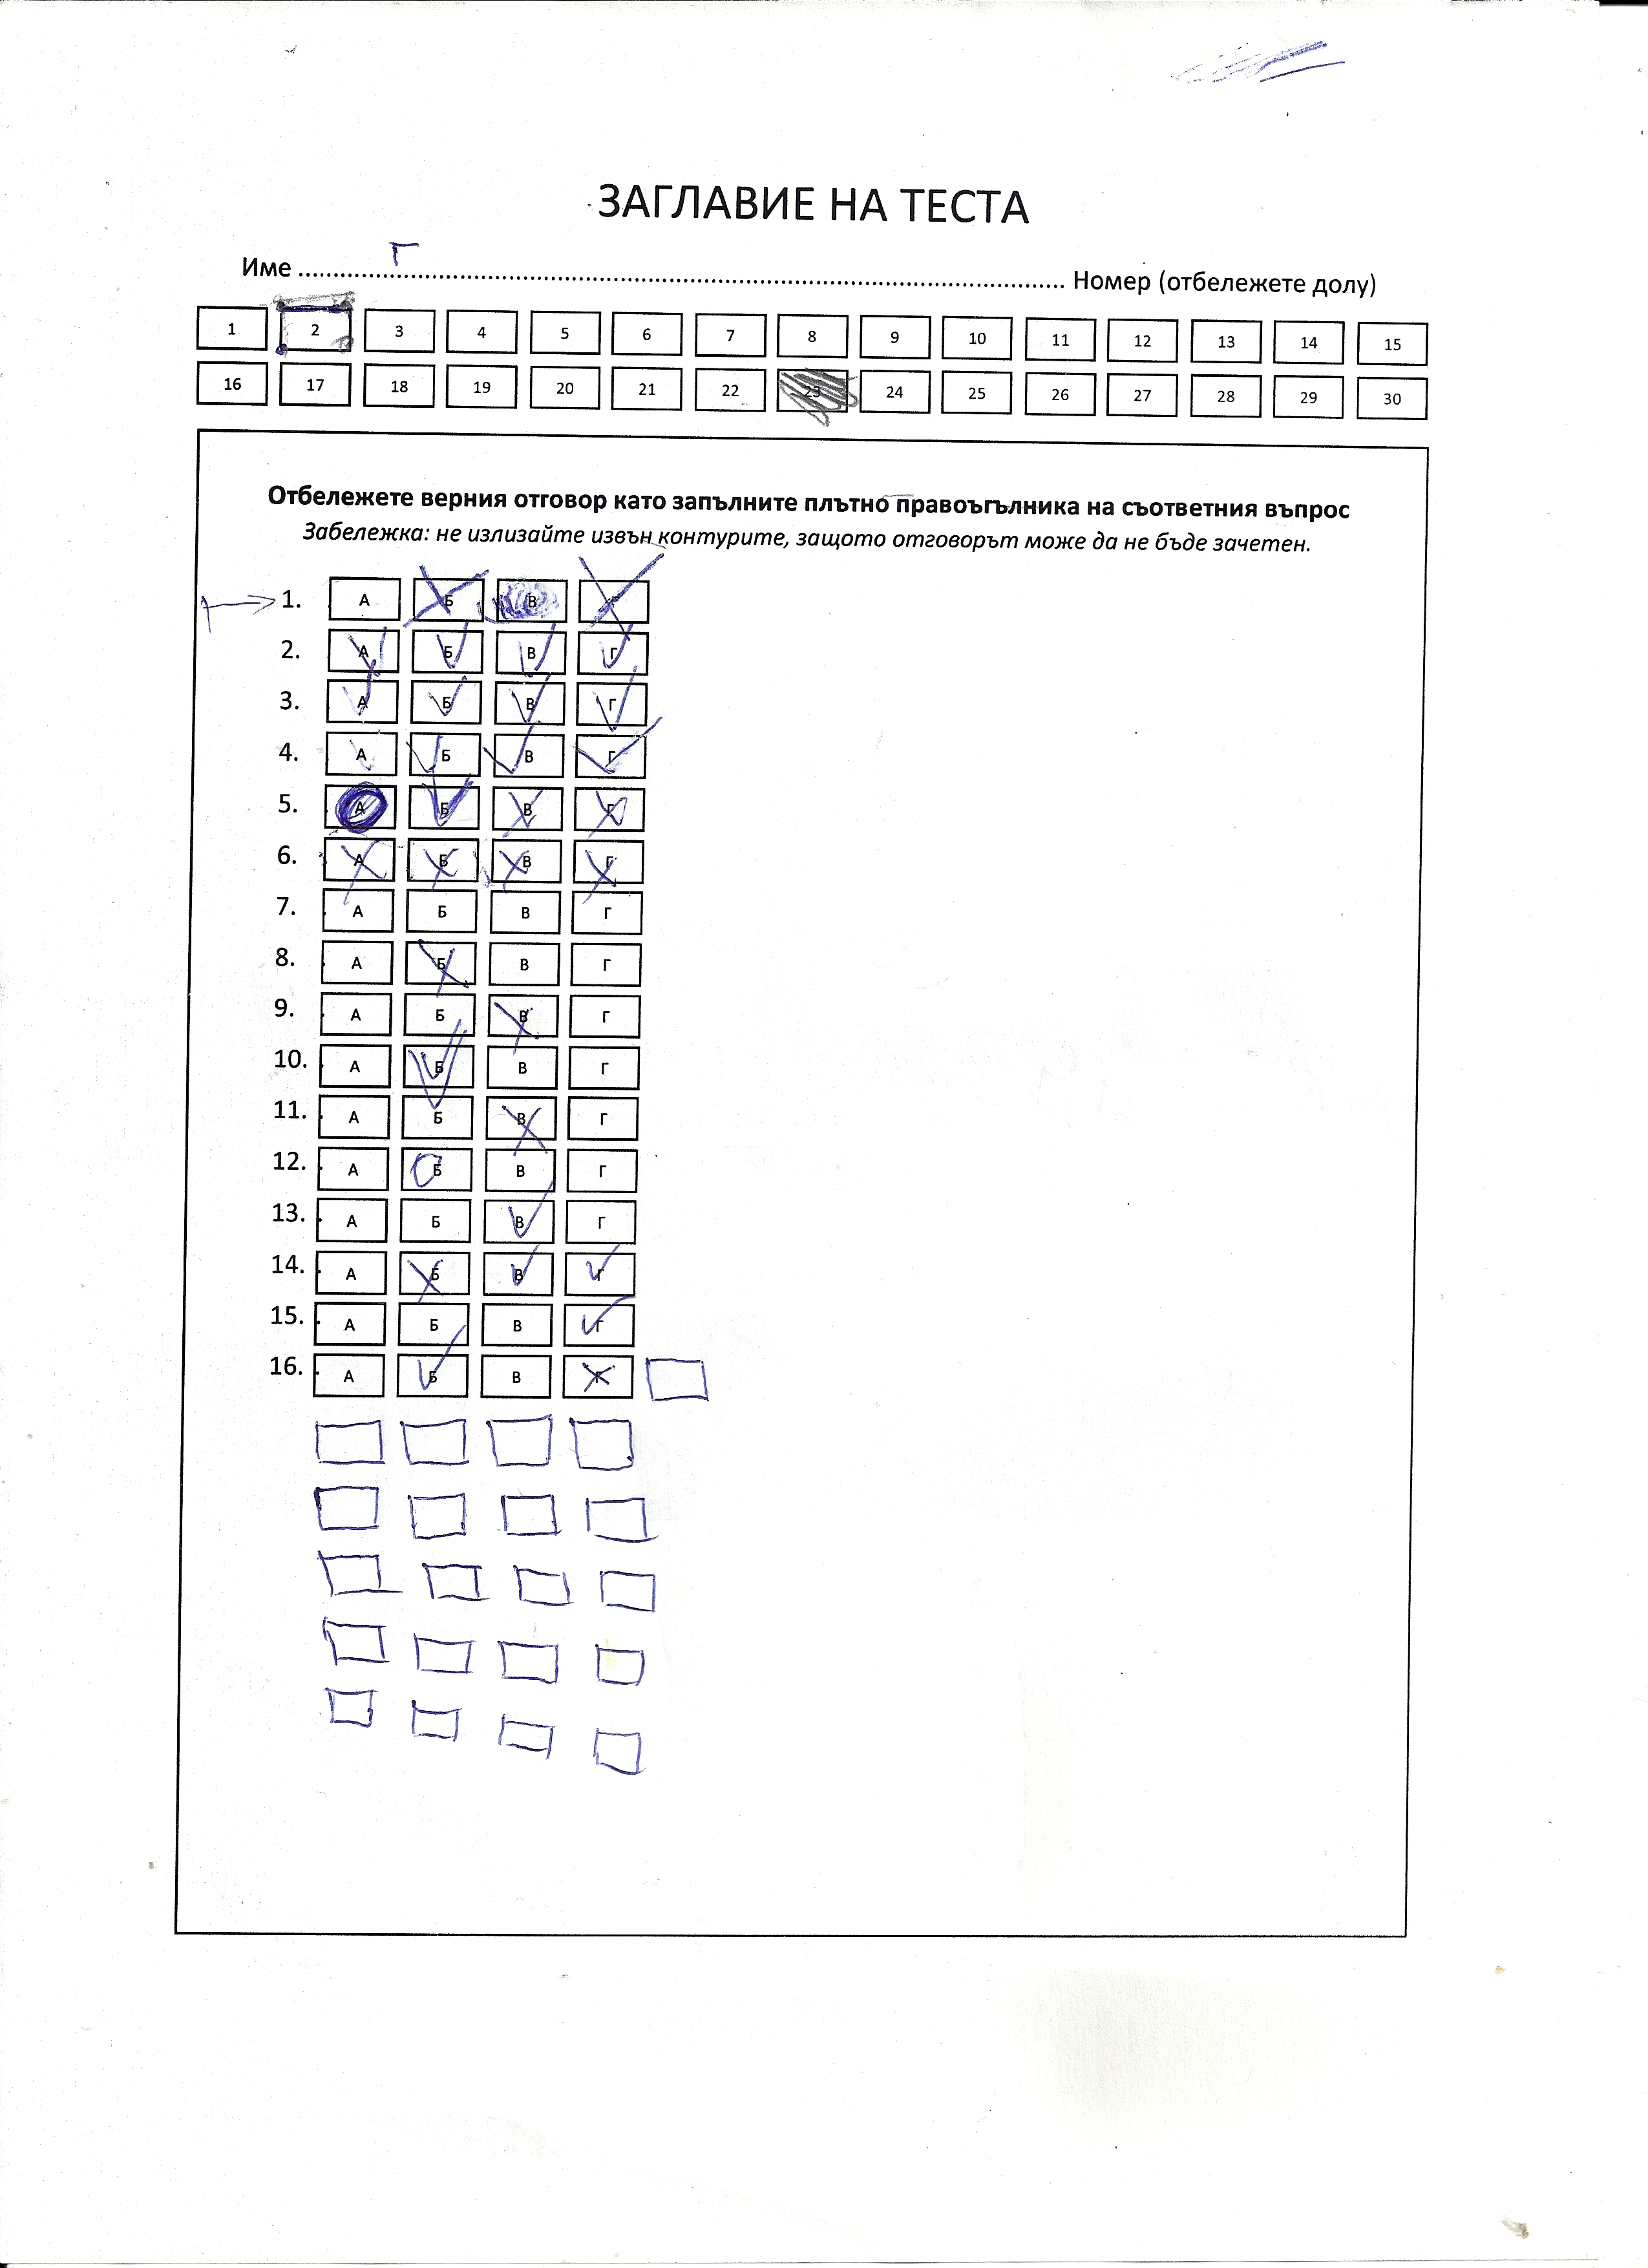 ЗАГЛАВИЕ НА ТЕСТА
Г
Име ........................................................................................................ Номер (отбележете долу)
1 2 3 4 5 6 7 8 9 10 11 12 13 14 15
16 17 18 19 20 21 22 23 24 25 26 27 28 29 30
Отбележете верния отговор като запълните плътно правоъгълника на съответния въпрос
Забележка: не излизайте извън контурите, защото отговорът може да не бъде зачетен.
1. А Б В Г
2. А Б В Г
3. А Б В Г
4. А Б В Г
5. А Б В Г
6. А Б В Г
7. А Б В Г
8. А Б В Г
9. А Б В Г
10. А Б В Г
11. А Б В Г
12. А Б В Г
13. А Б В Г
14. А Б В Г
15. А Б В Г
16. А Б В Г